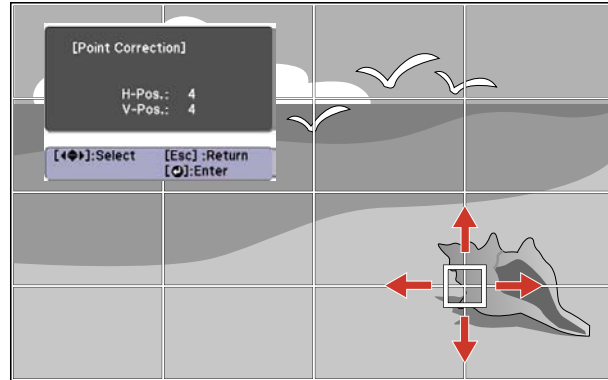 [Point Correction]
H-Pos.: 4
V-Pos.: 4
[◂◆▸]:Select [Esc] :Return
[⏎]:Enter